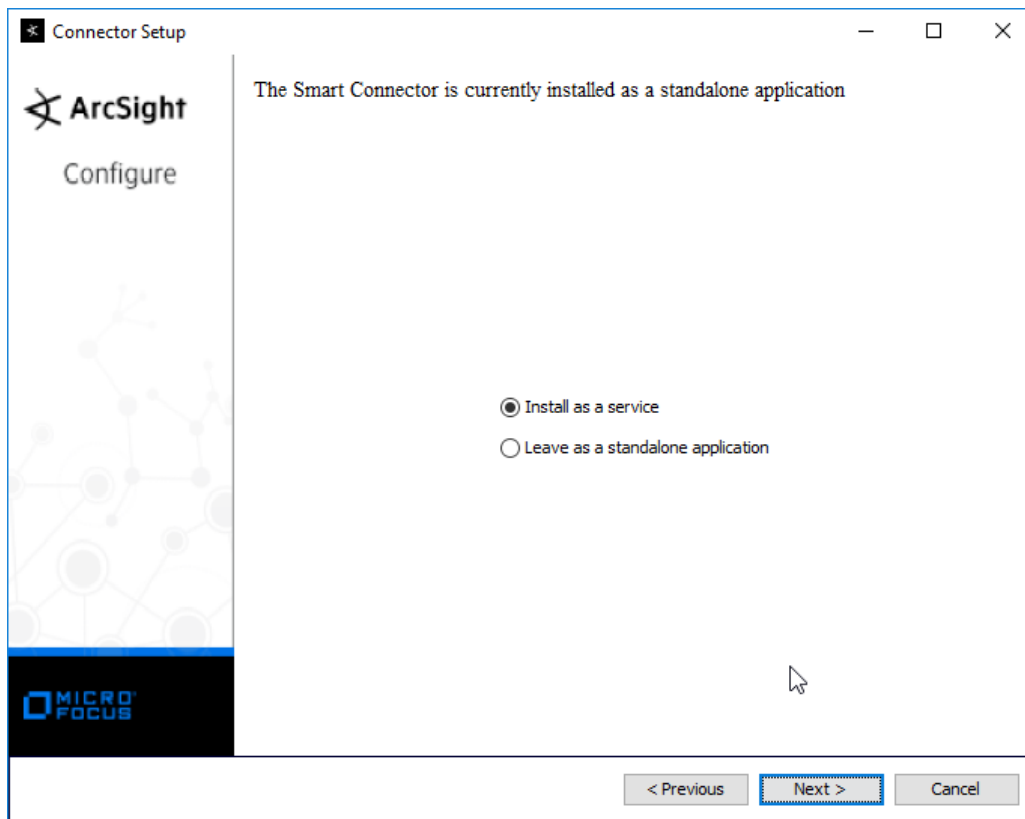 Connector Setup
ArcSight
Configure
The Smart Connector is currently installed as a standalone application
Install as a service
Leave as a standalone application
MICRO
FOCUS
< Previous
Next >
Cancel